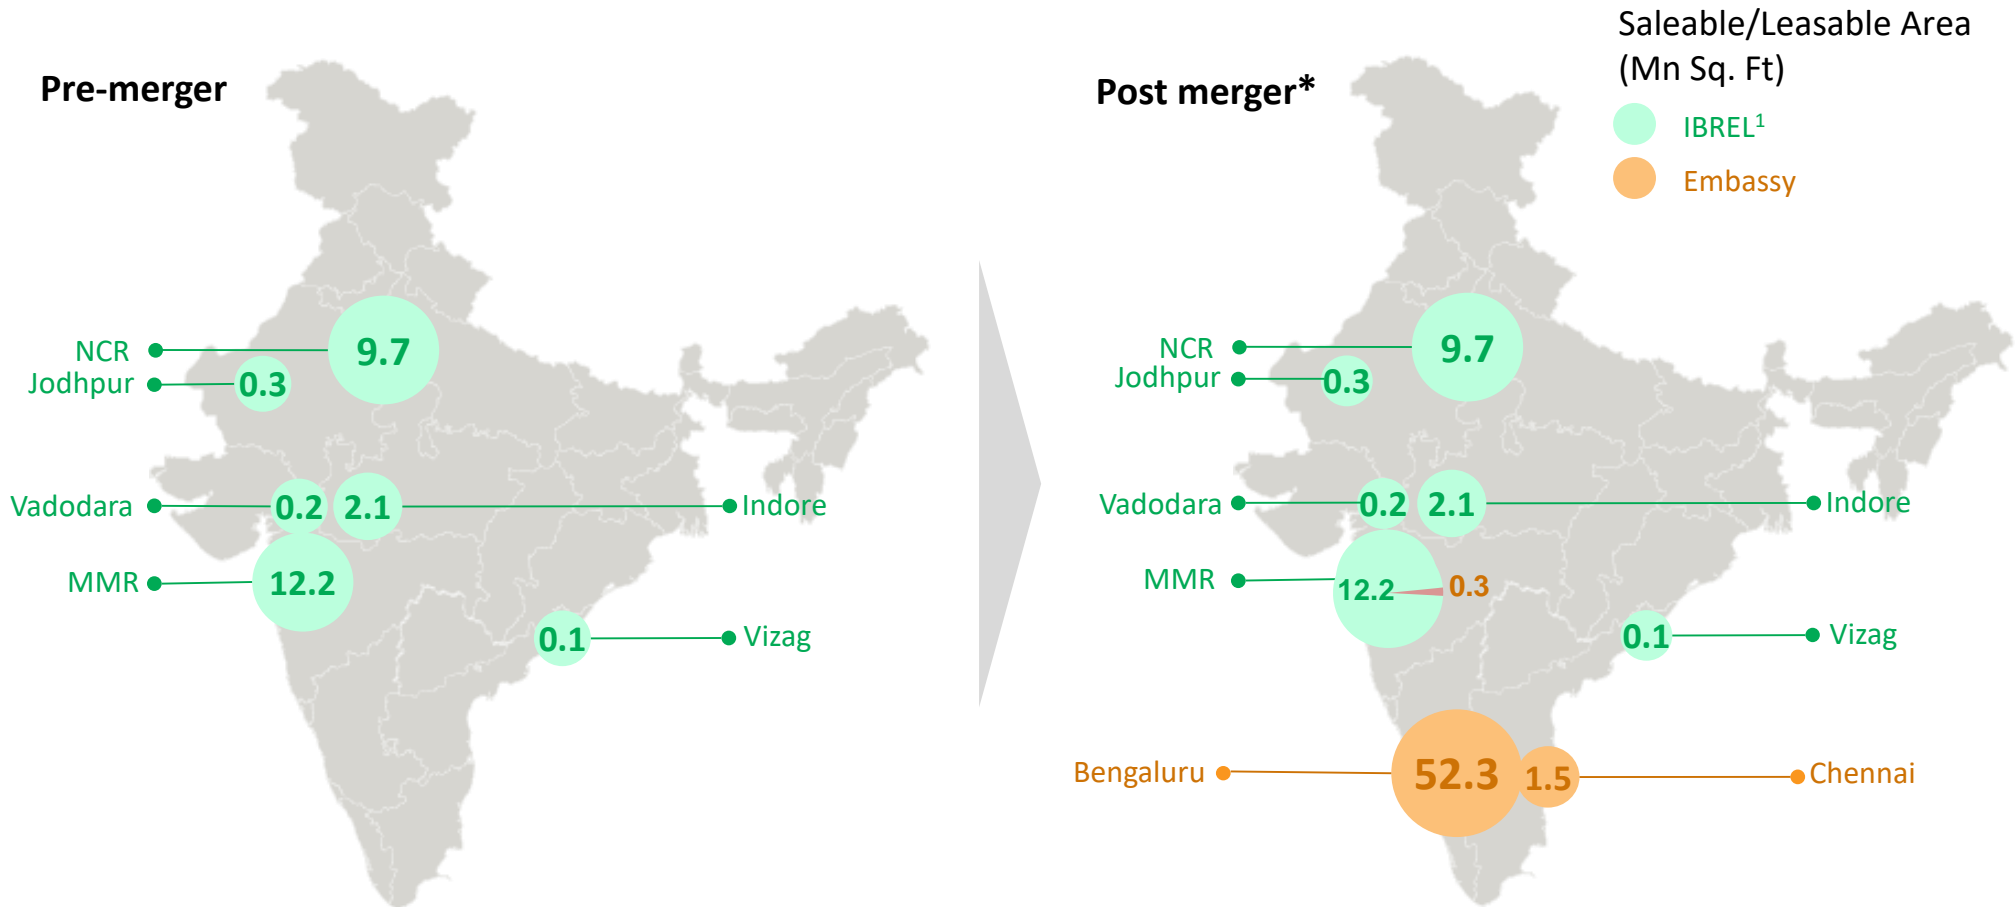 Pre-merger
NCR
9.7
Jodhpur
0.3
Vadodara
0.2
2.1
Indore
MMR
12.2
0.1
Vizag
Post merger*
Saleable/Leasable Area
(Mn Sq. Ft)
IBREL¹
Embassy
NCR
9.7
Jodhpur
0.3
Vadodara
0.2
2.1
Indore
MMR
12.2
0.3
0.1
Vizag
Bengaluru
52.3
1.5
Chennai